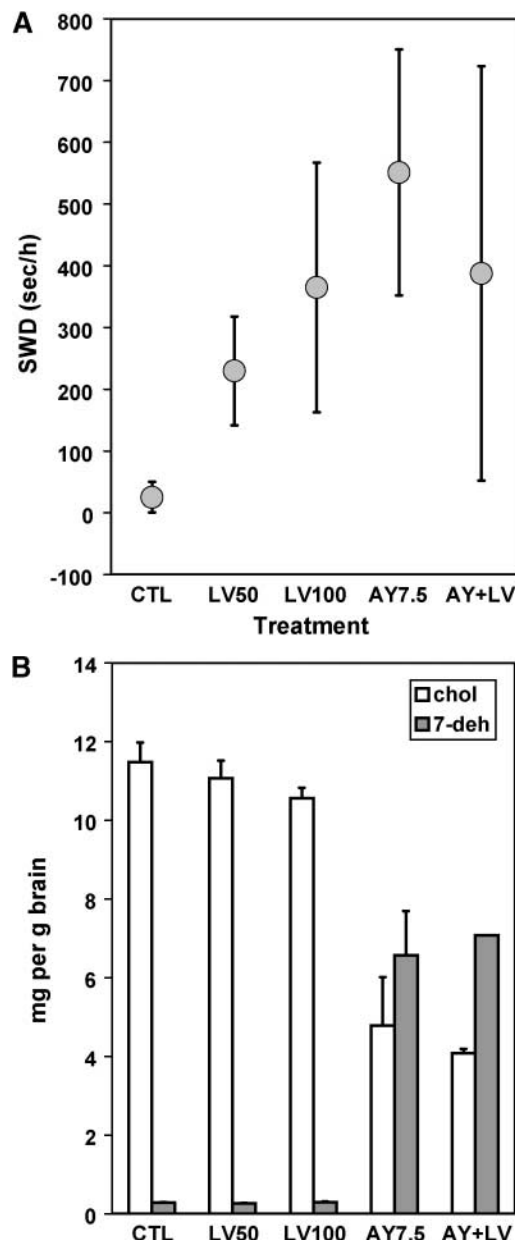 A
800
700
600
500
400
300
200
100
0
-100
SWD (sec/h)
CTL LV50 LV100 AY7.5 AY+LV
Treatment
B
14
12
10
8
6
4
2
0
mg per g brain
chol
7-deh
CTL LV50 LV100 AY7.5 AY+LV